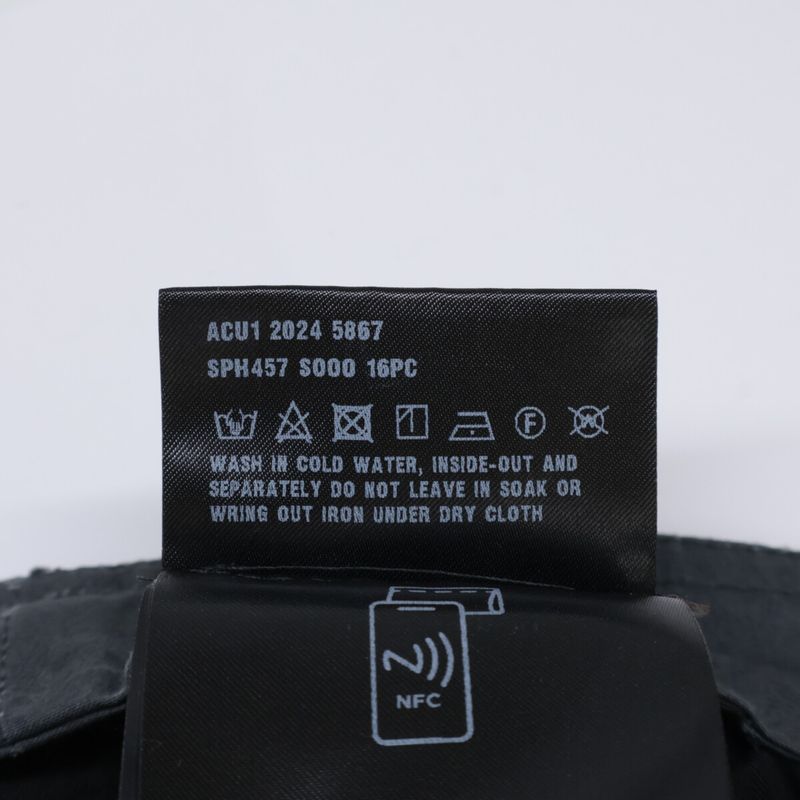 ACU1 2024 5867
SPH457 S000 16PC
F W
WASH IN COLD WATER, INSIDE-OUT AND
SEPARATELY DO NOT LEAVE IN SOAK OR
WRING OUT IRON UNDER DRY CLOTH
NFC